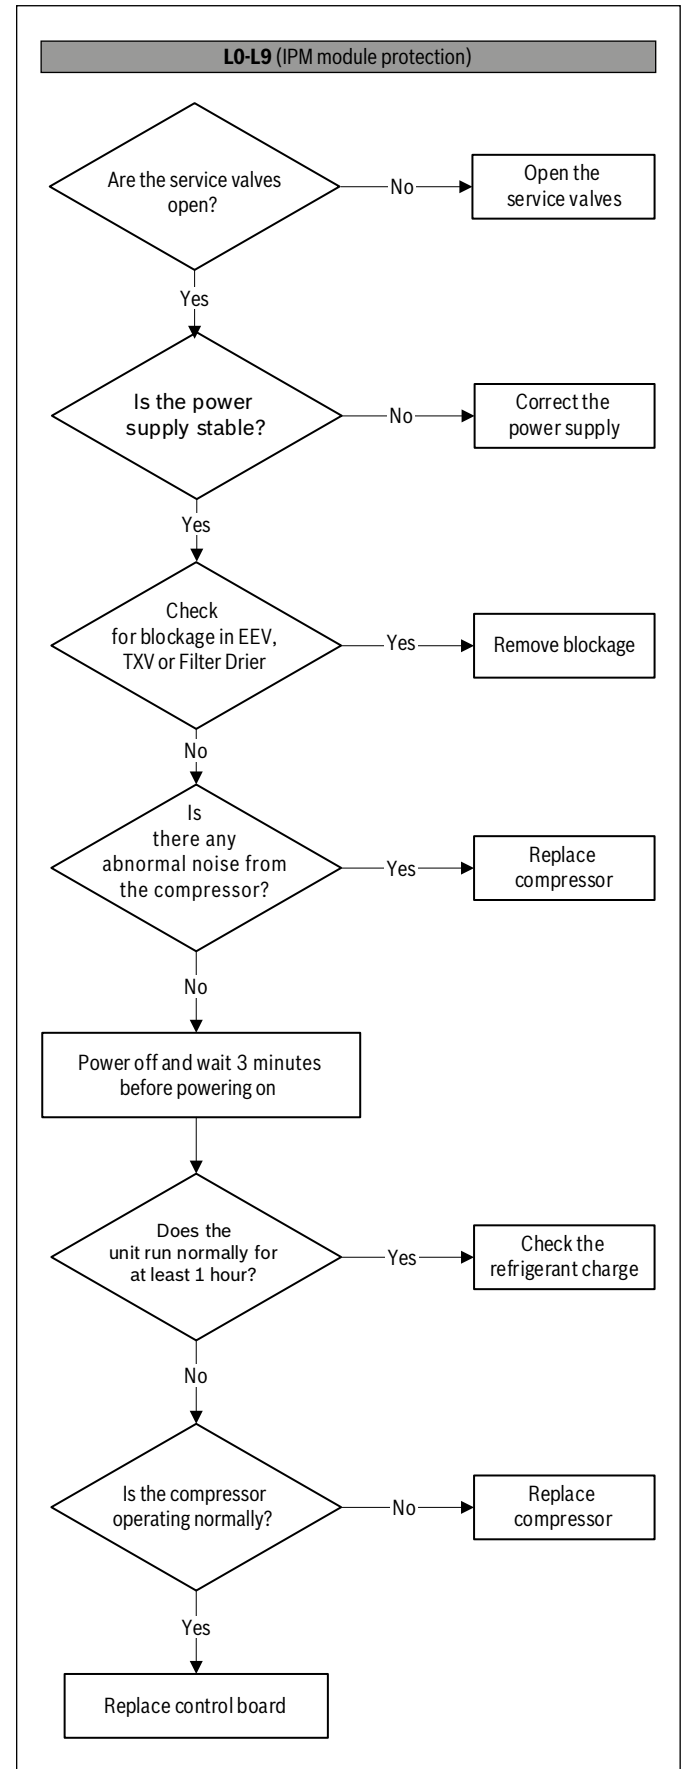 L0-L9 (IPM module protection)
Are the service valves
open?
No
Open the
service valves
Yes
Is the power
supply stable?
No
Correct the
power supply
Yes
Check
for blockage in EEV,
TXV or Filter Drier
Yes
Remove blockage
No
Is
there any
abnormal noise from
the compressor?
Yes
Replace
compressor
No
Power off and wait 3 minutes
before powering on
Does the
unit run normally for
at least 1 hour?
Yes
Check the
refrigerant charge
No
Is the compressor
operating normally?
No
Replace
compressor
Yes
Replace control board